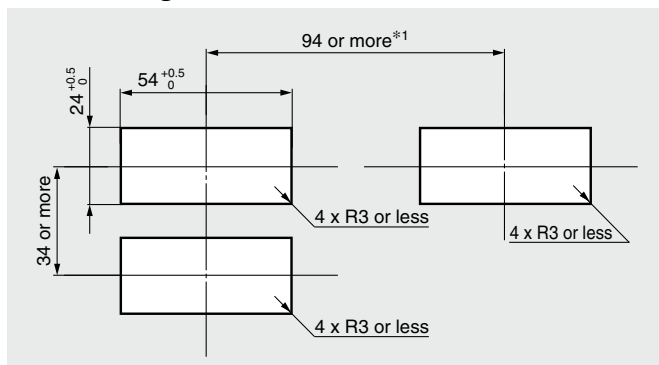 94 or more*1
54 +0.5 0
24 +0.5 0
34 or more
4 x R3 or less
4 x R3 or less
4 x R3 or less